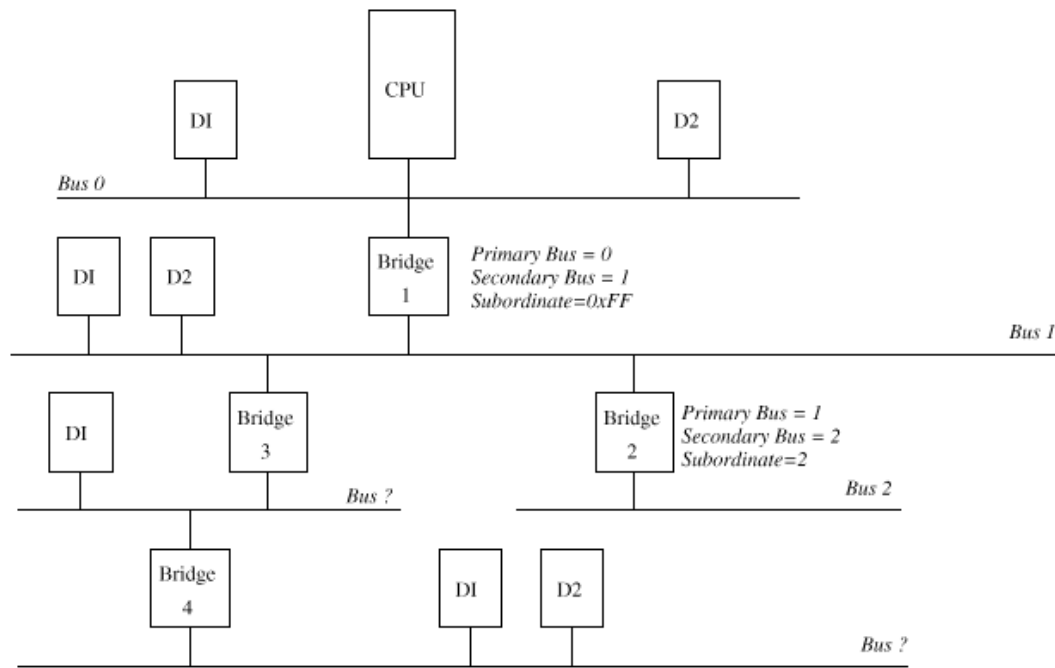 CPU
DI
D2
Bus 0
DI
D2
Bridge
1
Primary Bus = 0
Secondary Bus = 1
Subordinate=0xFF
Bus 1
DI
Bridge
3
Bridge
2
Primary Bus = 1
Secondary Bus = 2
Subordinate=2
Bus ?
Bus 2
Bridge
4
DI
D2
Bus ?